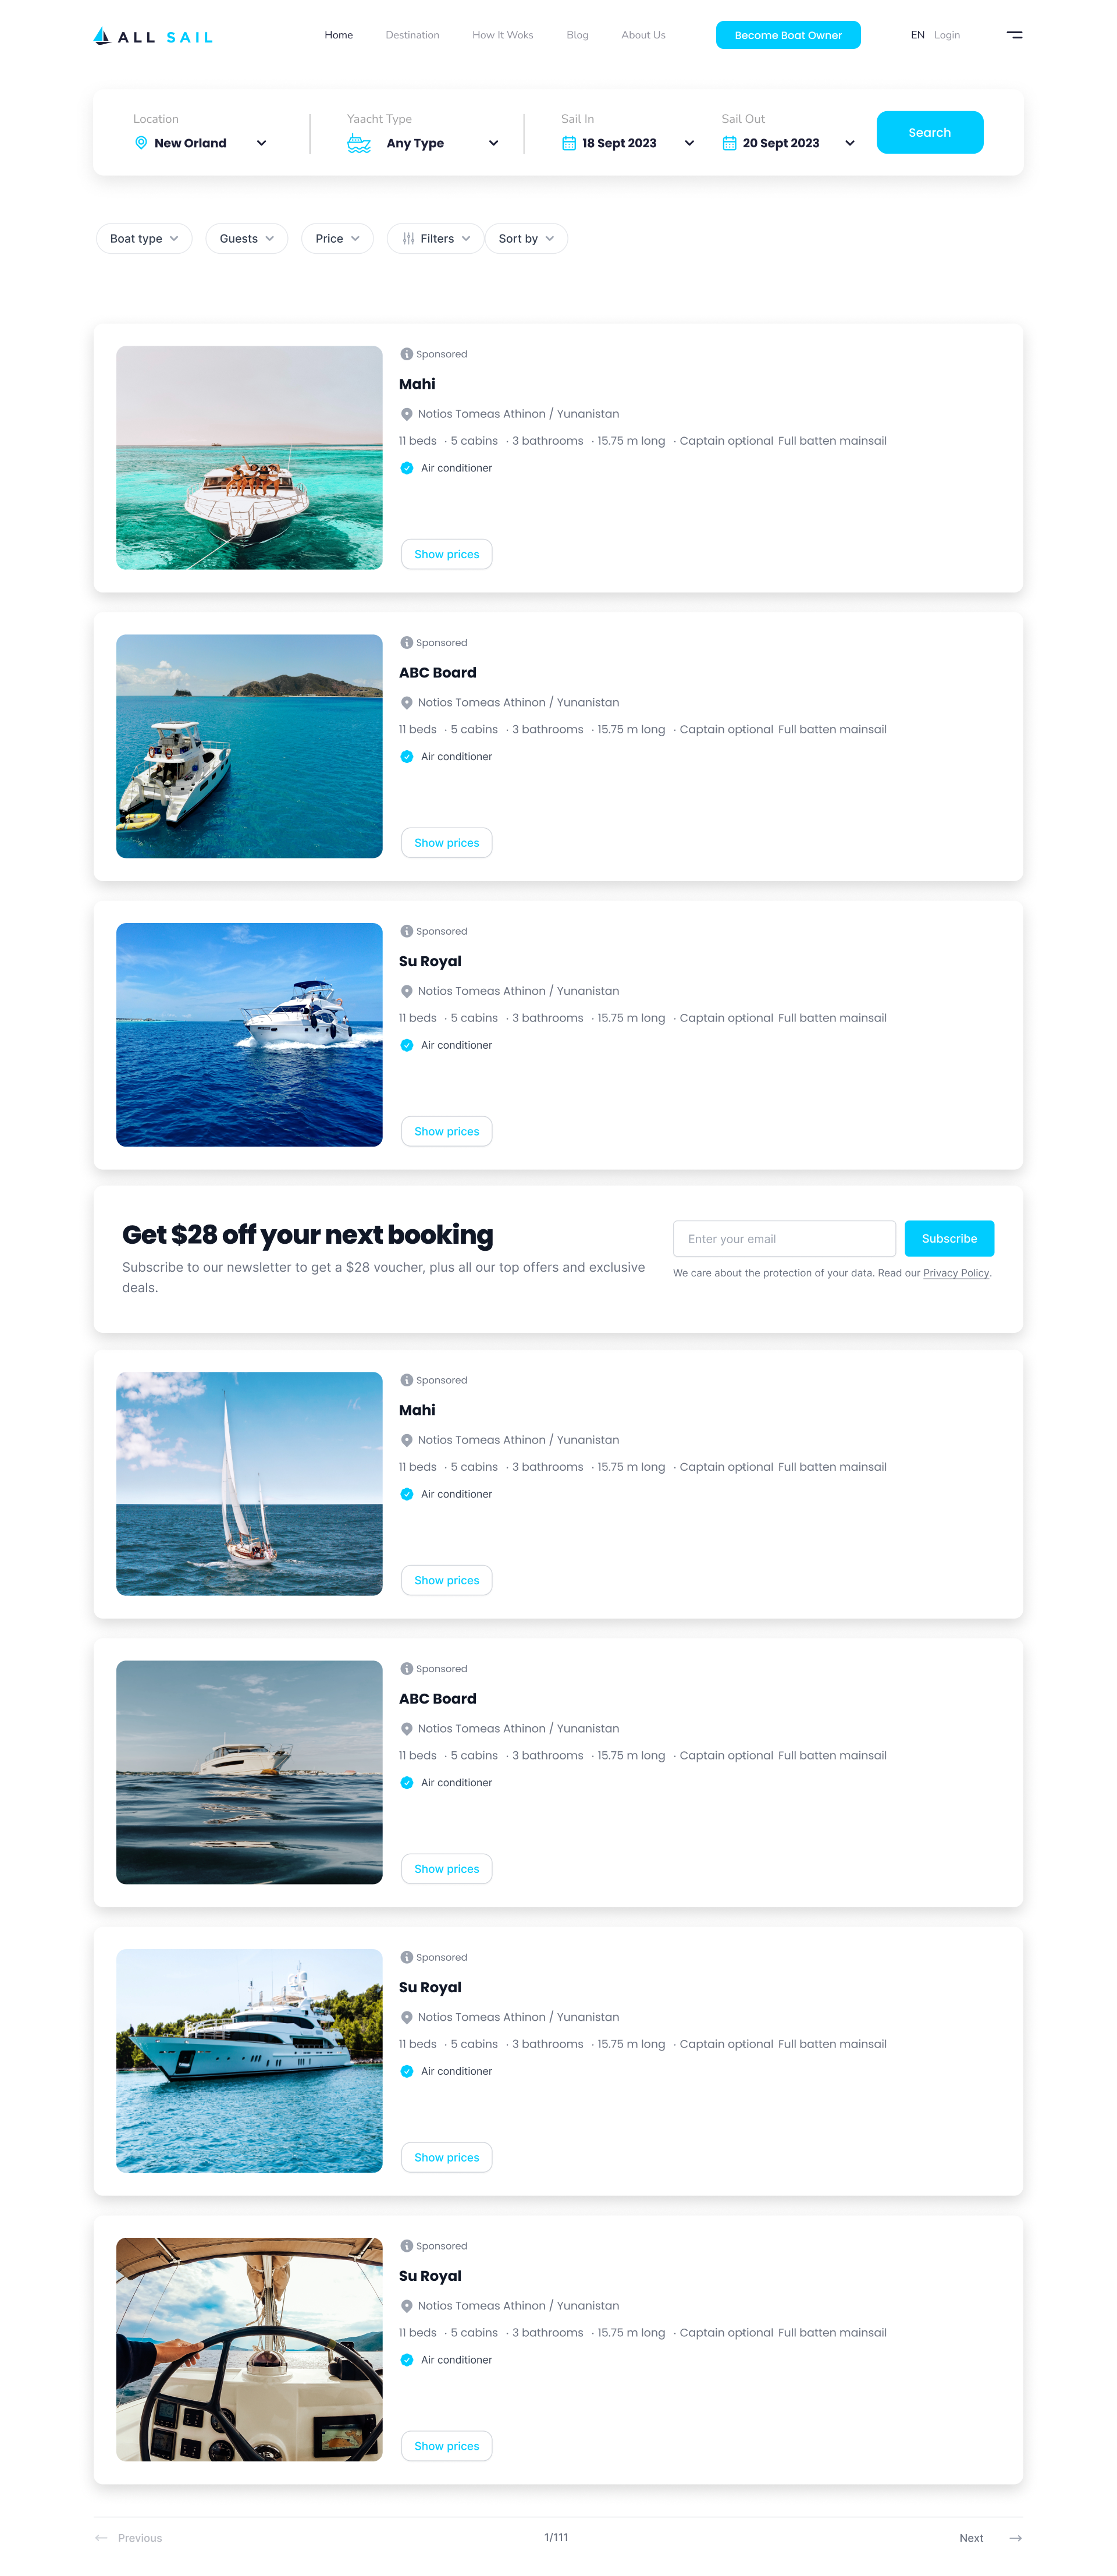 ALL SAIL
Home Destination How It Woks Blog About Us Become Boat Owner EN Login
Location Yaacht Type Sail In Sail Out
New Orland Any Type 18 Sept 2023 20 Sept 2023 Search
Boat type Guests Price Filters Sort by
Sponsored
Mahi
Notios Tomeas Athinon / Yunanistan
11 beds · 5 cabins · 3 bathrooms · 15.75 m long · Captain optional Full batten mainsail
Air conditioner
Show prices
Sponsored
ABC Board
Notios Tomeas Athinon / Yunanistan
11 beds · 5 cabins · 3 bathrooms · 15.75 m long · Captain optional Full batten mainsail
Air conditioner
Show prices
Sponsored
Su Royal
Notios Tomeas Athinon / Yunanistan
11 beds · 5 cabins · 3 bathrooms · 15.75 m long · Captain optional Full batten mainsail
Air conditioner
Show prices
Get $28 off your next booking
Subscribe to our newsletter to get a $28 voucher, plus all our top offers and exclusive
deals.
Enter your email Subscribe
We care about the protection of your data. Read our Privacy Policy.
Sponsored
Mahi
Notios Tomeas Athinon / Yunanistan
11 beds · 5 cabins · 3 bathrooms · 15.75 m long · Captain optional Full batten mainsail
Air conditioner
Show prices
Sponsored
ABC Board
Notios Tomeas Athinon / Yunanistan
11 beds · 5 cabins · 3 bathrooms · 15.75 m long · Captain optional Full batten mainsail
Air conditioner
Show prices
Sponsored
Su Royal
Notios Tomeas Athinon / Yunanistan
11 beds · 5 cabins · 3 bathrooms · 15.75 m long · Captain optional Full batten mainsail
Air conditioner
Show prices
Sponsored
Su Royal
Notios Tomeas Athinon / Yunanistan
11 beds · 5 cabins · 3 bathrooms · 15.75 m long · Captain optional Full batten mainsail
Air conditioner
Show prices
Previous 1/111 Next